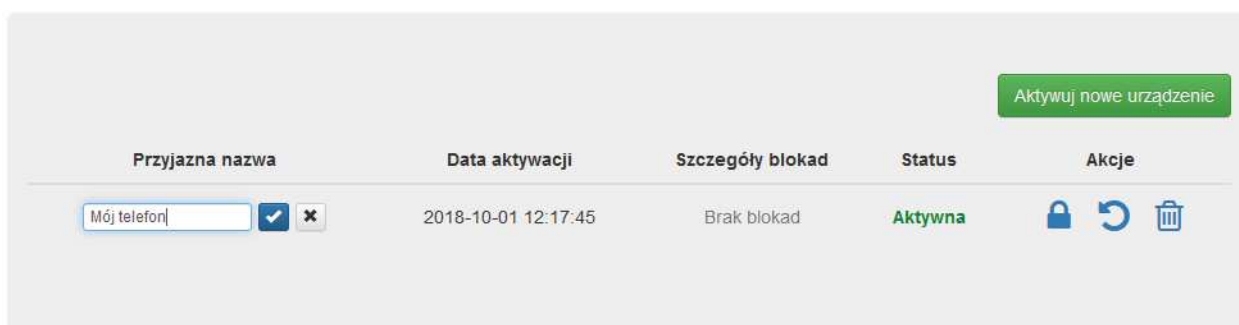 Aktywuj nowe urządzenie
Przyjazna nazwa Data aktywacji Szczegóły blokad Status Akcje
Mój telefon 2018-10-01 12:17:45 Brak blokad Aktywna